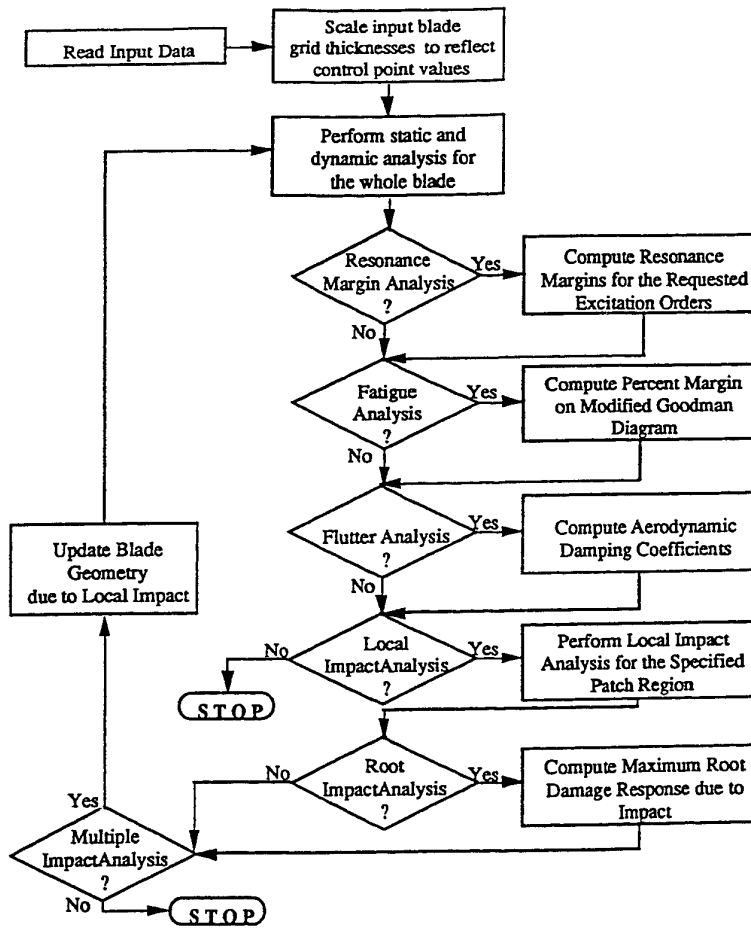 Read Input Data
Scale input blade
grid thicknesses to reflect
control point values
Perform static and
dynamic analysis for
the whole blade
Resonance
Margin Analysis
?
Yes
No
Compute Resonance
Margins for the Requested
Excitation Orders
Fatigue
Analysis
?
Yes
No
Compute Percent Margin
on Modified Goodman
Diagram
Flutter Analysis
?
Yes
No
Compute Aerodynamic
Damping Coefficients
Update Blade
Geometry
due to Local Impact
Local
ImpactAnalysis
?
No
Yes
STOP
Perform Local Impact
Analysis for the Specified
Patch Region
Root
ImpactAnalysis
?
No
Yes
Compute Maximum Root
Damage Response due to
Impact
Yes
Multiple
ImpactAnalysis
?
No
STOP